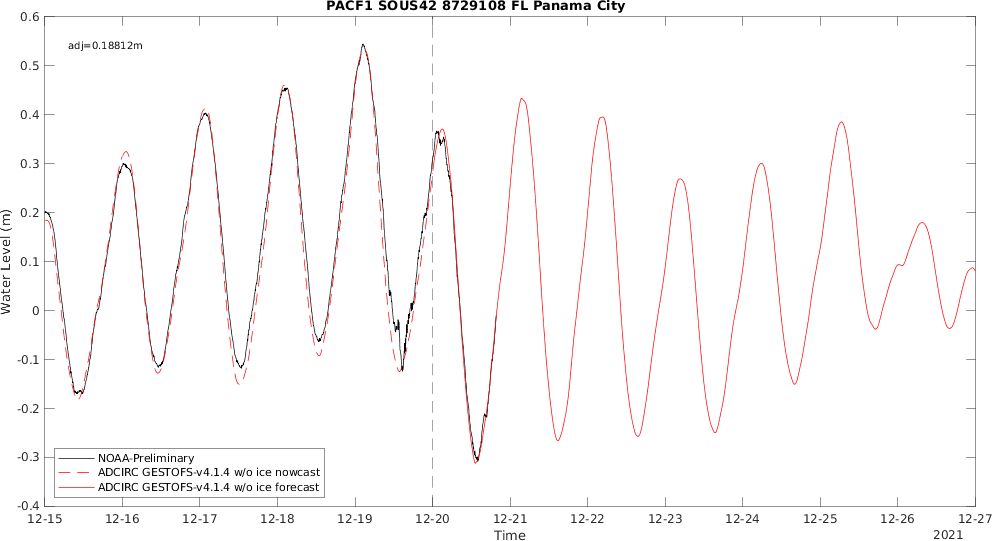 PACF1 SOUS42 8729108 FL Panama City
adj=0.18812m
Water Level (m)
0.6
0.5
0.4
0.3
0.2
0.1
0
-0.1
-0.2
-0.3
-0.4
NOAA-Preliminary
ADCIRC GESTOFS-v4.1.4 w/o ice nowcast
ADCIRC GESTOFS-v4.1.4 w/o ice forecast
12-15 12-16 12-17 12-18 12-19 12-20 12-21 12-22 12-23 12-24 12-25 12-26 12-27
Time
2021